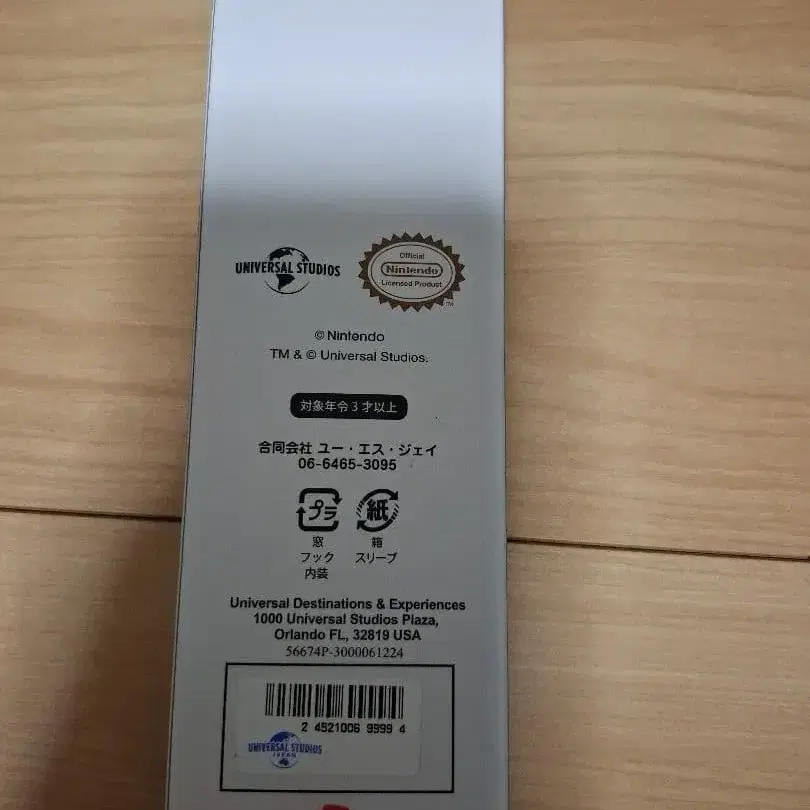 UNIVERSAL STUDIOS
Official
Nintendo
Licensed Product
TM
© Nintendo
TM & © Universal Studios.
対象年令3才以上
合同会社 ユー・エス・ジェイ
06-6465-3095
プラ 紙
窓 箱
フック スリーブ
内装
Universal Destinations & Experiences
1000 Universal Studios Plaza,
Orlando FL, 32819 USA
56674P-3000061224
2 4521006 9999 4
UNIVERSAL STUDIOS
JAPAN